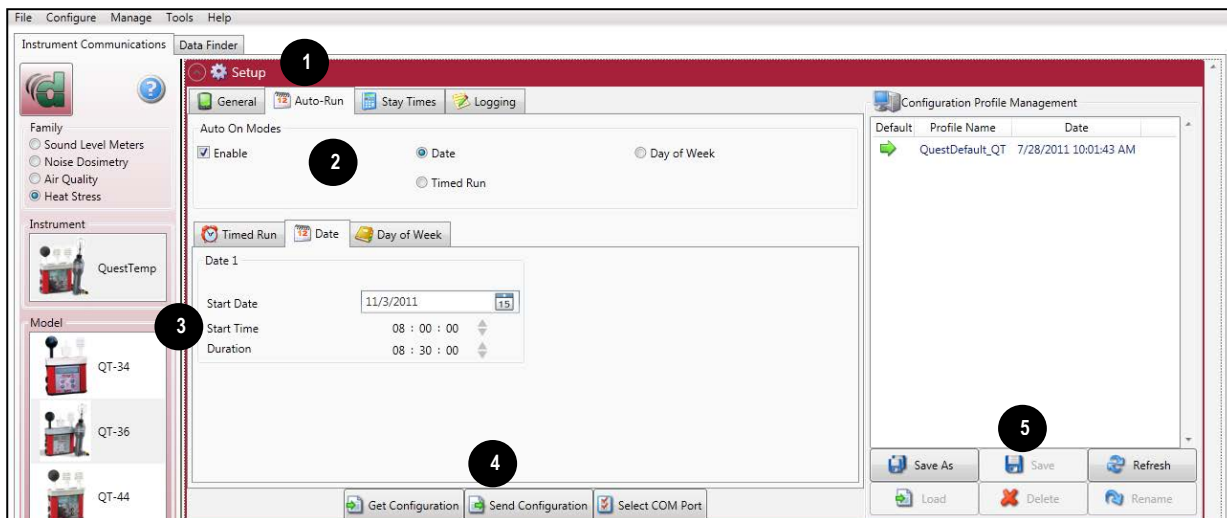 File Configure Manage Tools Help
Instrument Communications Data Finder
1
Setup
General 12 Auto-Run Stay Times Logging
Auto On Modes
Enable
2
Date
Day of Week
Timed Run
Timed Run 12 Date Day of Week
Date 1
Start Date 11/3/2011 15
3
Start Time 08 : 00 : 00
Duration 08 : 30 : 00
4
Get Configuration Send Configuration Select COM Port
d
?
Family
Sound Level Meters
Noise Dosimetry
Air Quality
Heat Stress
Instrument
QuestTemp
Model
QT-34
QT-36
QT-44
Configuration Profile Management
Default Profile Name Date
QuestDefault_QT 7/28/2011 10:01:43 AM
5
Save As Save Refresh
Load Delete Rename